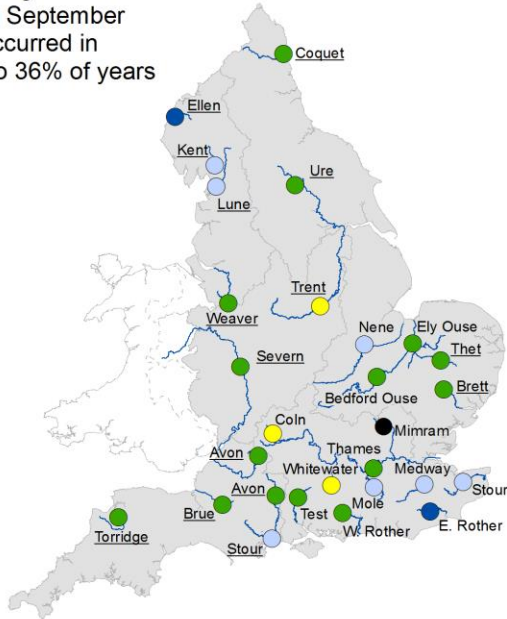 September
ccurred in
o 36% of years
Coquet
Ellen
Kent
Ure
Lune
Trent
Weaver
Nene
Ely Ouse
Thet
Severn
Brett
Bedford Ouse
Coln
Mimram
Avon
Thames
Whitewater
Medway
Avon
Stour
Mole
Brue
Test
W. Rother
E. Rother
Torridge
Stour